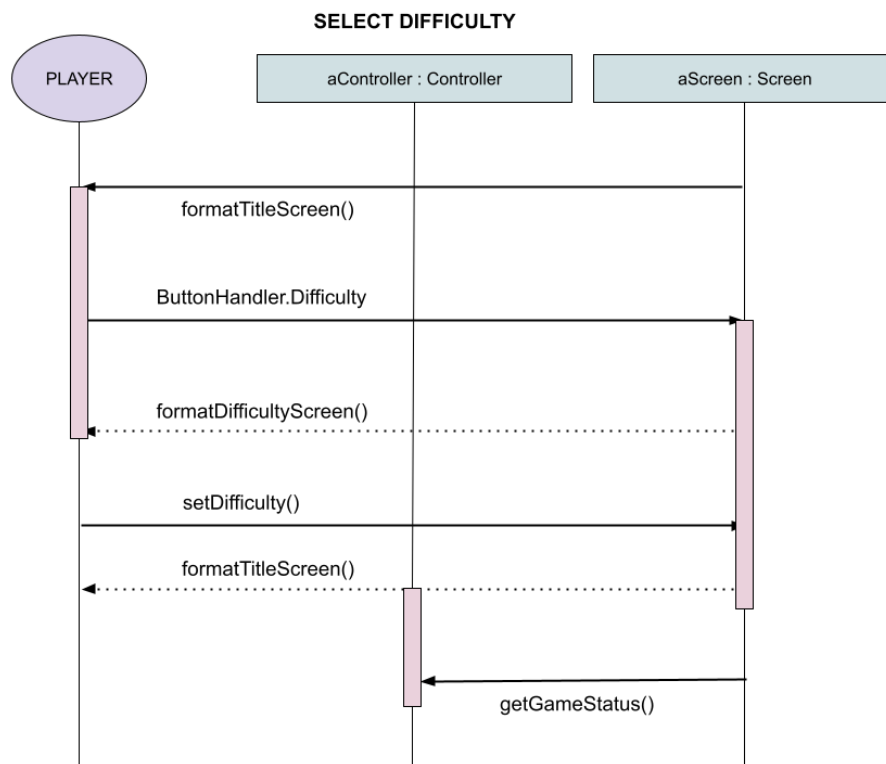 SELECT DIFFICULTY
PLAYER
aController : Controller
aScreen : Screen
formatTitleScreen()
ButtonHandler.Difficulty
formatDifficultyScreen()
setDifficulty()
formatTitleScreen()
getGameStatus()